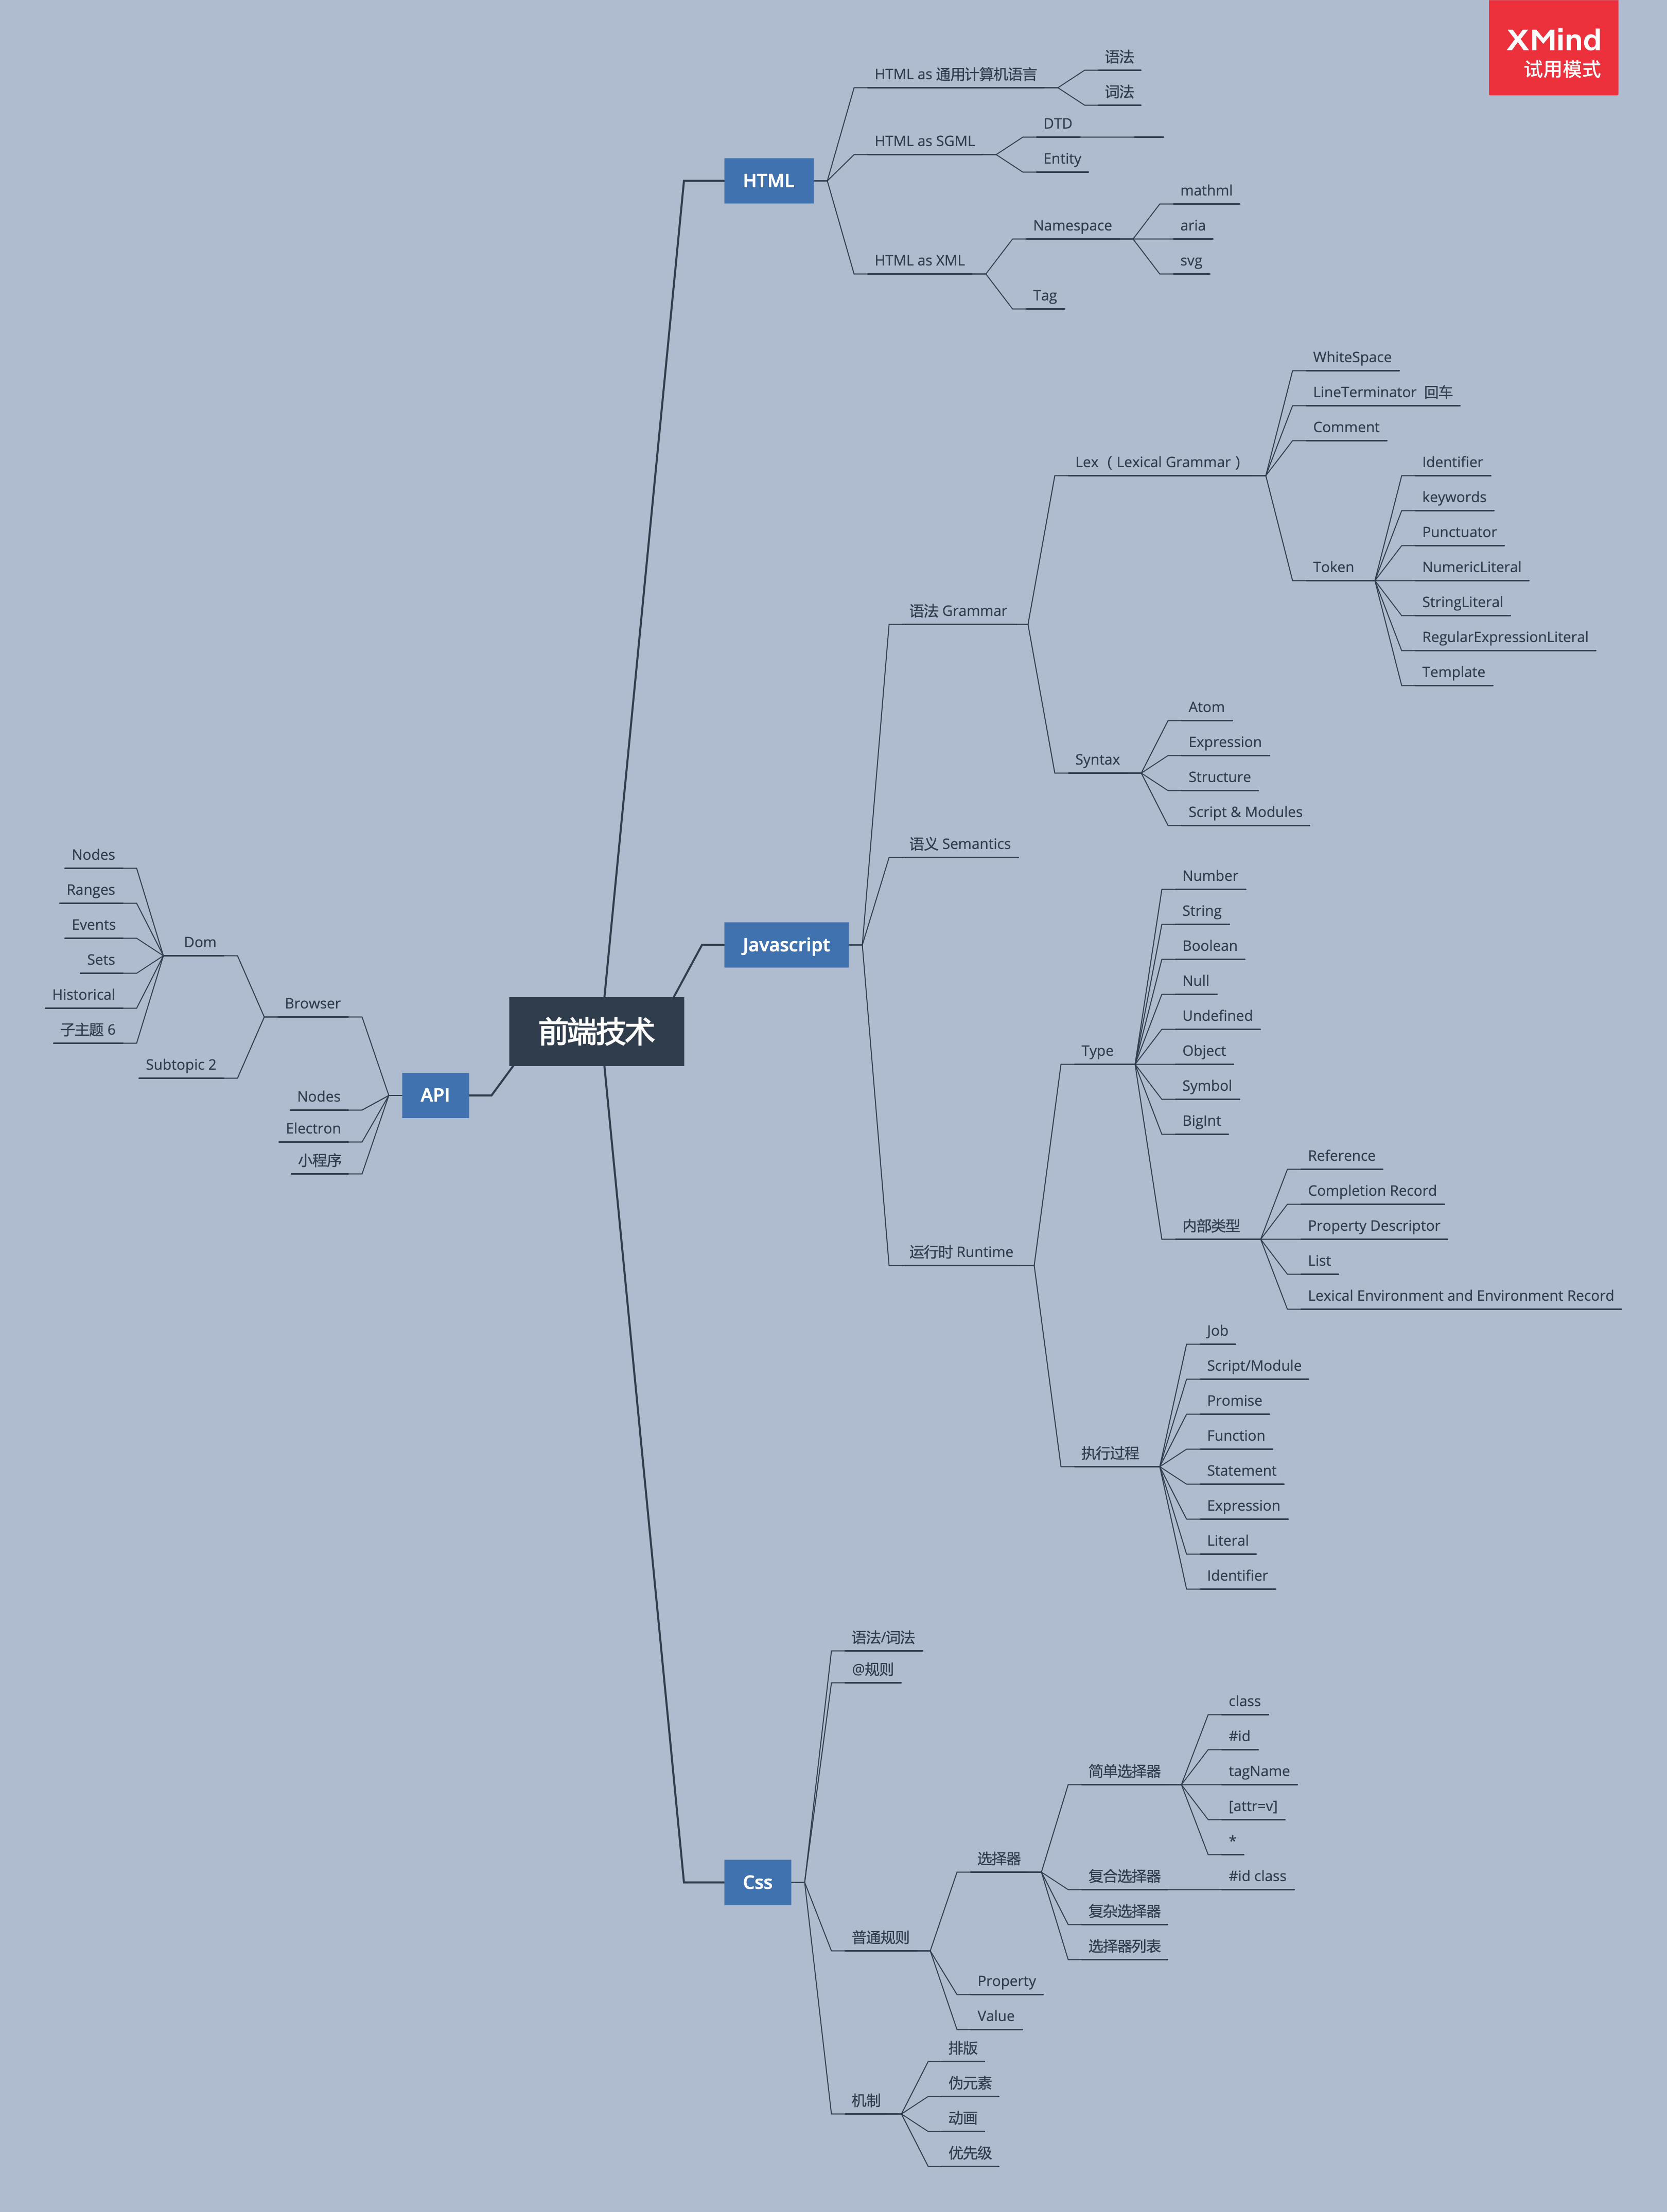 XMind
试用模式
HTML
HTML as 通用计算机语言
语法
词法
HTML as SGML
DTD
Entity
HTML as XML
Namespace
mathml
aria
svg
Tag
Javascript
语法 Grammar
Lex （ Lexical Grammar ）
WhiteSpace
LineTerminator 回车
Comment
Token
Identifier
keywords
Punctuator
NumericLiteral
StringLiteral
RegularExpressionLiteral
Template
Syntax
Atom
Expression
Structure
Script & Modules
语义 Semantics
运行时 Runtime
Type
Number
String
Boolean
Null
Undefined
Object
Symbol
BigInt
内部类型
Reference
Completion Record
Property Descriptor
List
Lexical Environment and Environment Record
执行过程
Job
Script/Module
Promise
Function
Statement
Expression
Literal
Identifier
前端技术
API
Browser
Dom
Nodes
Ranges
Events
Sets
Historical
子主题 6
Subtopic 2
Nodes
Electron
小程序
Css
语法/词法
@规则
普通规则
选择器
简单选择器
class
#id
tagName
[attr=v]
*
复合选择器
#id class
复杂选择器
选择器列表
Property
Value
机制
排版
伪元素
动画
优先级